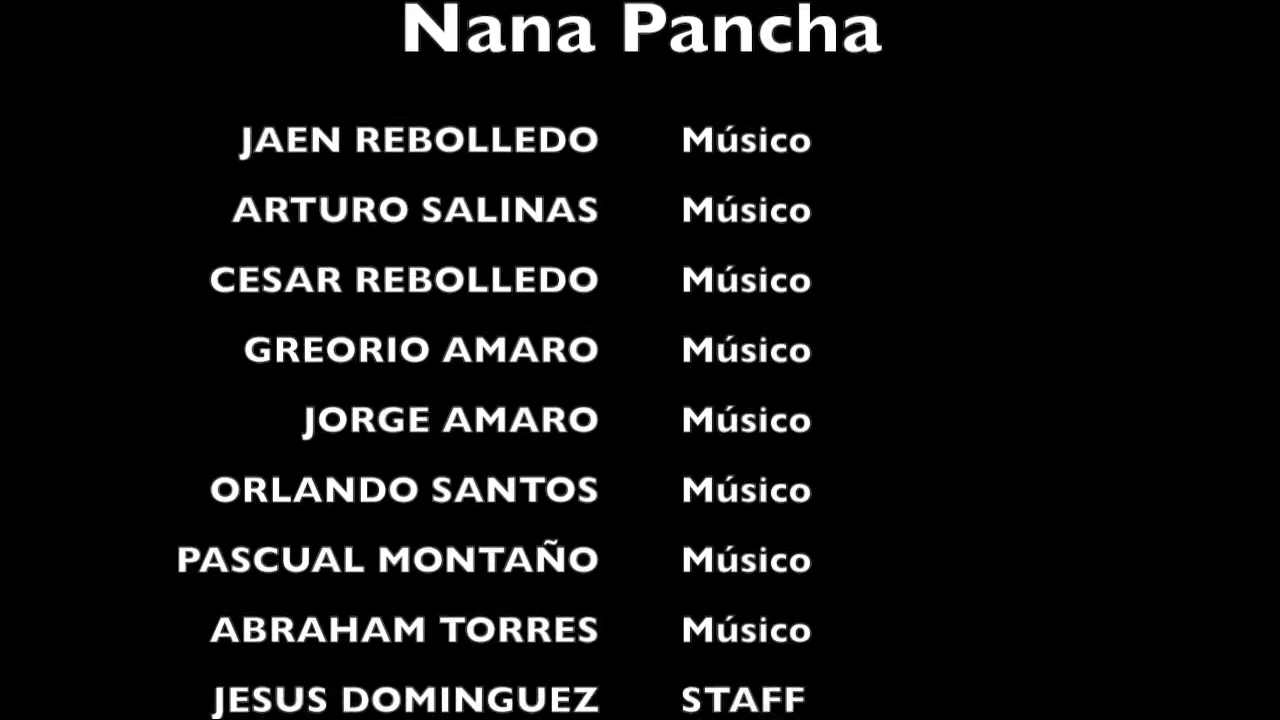 Nana Pancha
JAEN REBOLLEDO Músico
ARTURO SALINAS Músico
CESAR REBOLLEDO Músico
GREORIO AMARO Músico
JORGE AMARO Músico
ORLANDO SANTOS Músico
PASCUAL MONTAÑO Músico
ABRAHAM TORRES Músico
JESUS DOMINGUEZ STAFF